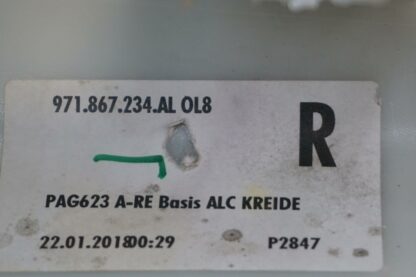 971.867.234.AL OL8
R
PAG623 A-RE Basis ALC KREIDE
22.01.2018 00:29 P2847